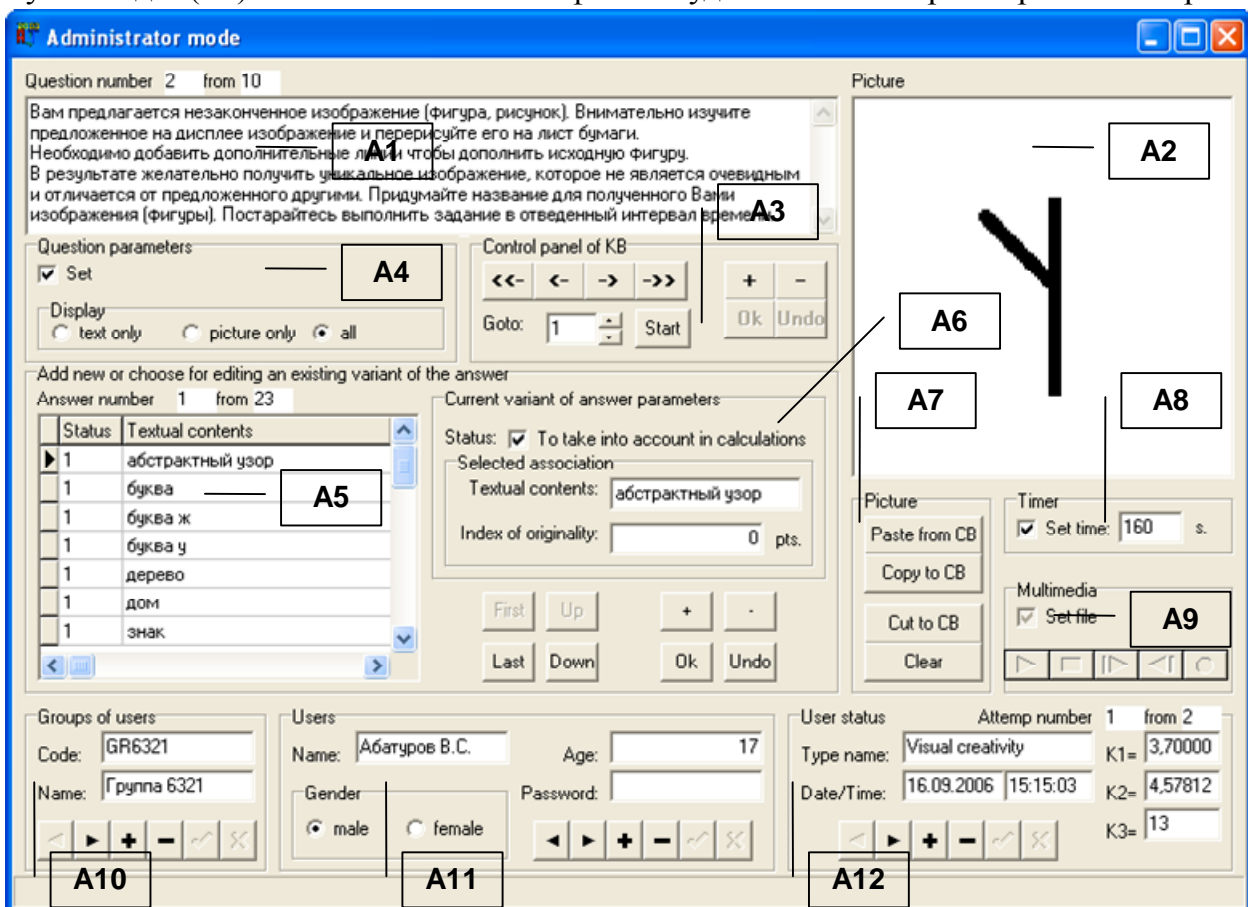 Administrator mode
Question number 2 from 10
Picture
Вам предлагается незаконченное изображение (фигура, рисунок). Внимательно изучите
предложенное на дисплее изображение и перерисуйте его на лист бумаги.
Необходимо добавить дополнительные линии чтобы дополнить исходную фигуру.
В результате желательно получить уникальное изображение, которое не является очевидным
и отличается от предложенного другими. Придумайте название для полученного Вами
изображения (фигуры). Постарайтесь выполнить задание в отведенный интервал времени.
A1
A2
A3
Question parameters
Set
A4
Display
text only picture only all
Control panel of KB
<<- <- -> ->> + -
Goto: 1 Start Ok Undo
A6
A7
A8
Add new or choose for editing an existing variant of the answer
Answer number 1 from 23
Status Textual contents
1 абстрактный узор
1 буква
1 буква ж
1 буква у
1 дерево
1 дом
1 знак
A5
Current variant of answer parameters
Status: To take into account in calculations
Selected association
Textual contents: абстрактный узор
Index of originality: 0 pts.
First Up + -
Last Down Ok Undo
Picture
Paste from CB
Copy to CB
Cut to CB
Clear
Timer
Set time: 160 s.
Multimedia
Set file
A9
Groups of users
Code: GR6321
Name: Группа 6321
A10
Users
Name: Абатуров В.С. Age: 17
Gender Password:
male female
A11
User status Attemp number 1 from 2
Type name: Visual creativity K1= 3,70000
Date/Time: 16.09.2006 15:15:03 K2= 4,57812
K3= 13
A12